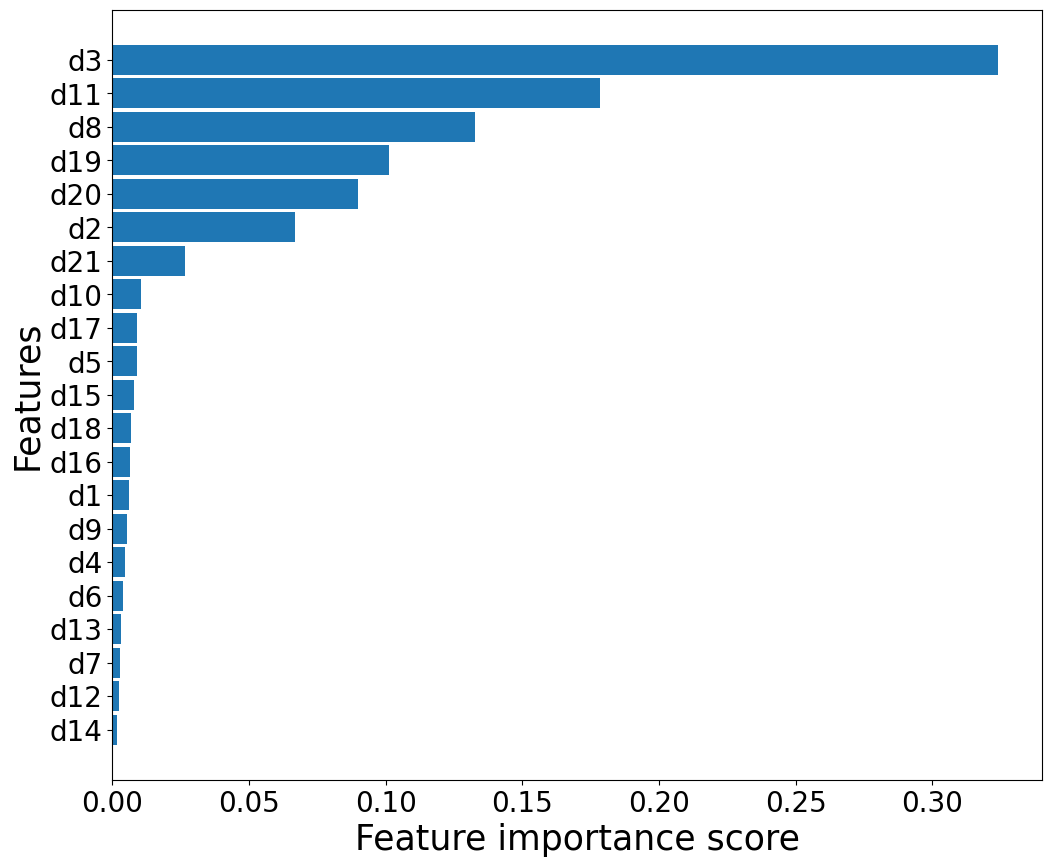 d3
d11
d8
d19
d20
d2
d21
d10
d17
d5
d15
d18
d16
d1
d9
d4
d6
d13
d7
d12
d14
Features
0.00 0.05 0.10 0.15 0.20 0.25 0.30
Feature importance score